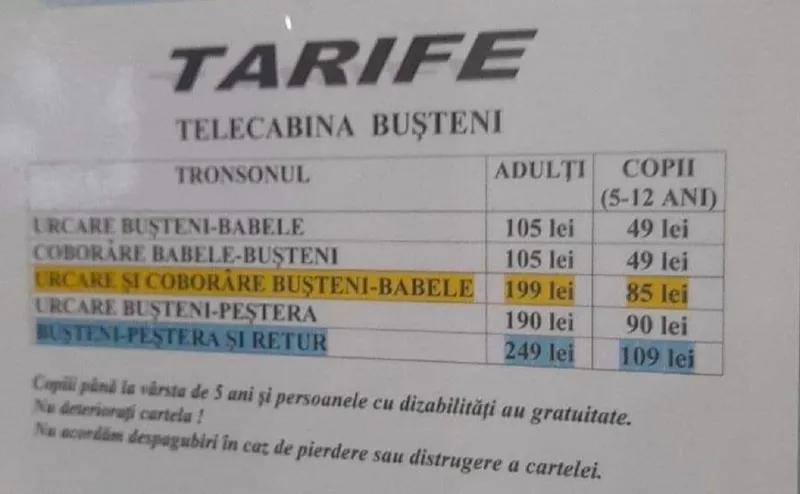 TARIFE
TELECABINA BUŞTENI
TRONSONUL ADULŢI COPII (5-12 ANI)
URCARE BUŞTENI-BABELE 105 lei 49 lei
COBORÂRE BABELE-BUŞTENI 105 lei 49 lei
URCARE ŞI COBORÂRE BUŞTENI-BABELE 199 lei 85 lei
URCARE BUŞTENI-PEŞTERA 190 lei 90 lei
BUŞTENI-PEŞTERA ŞI RETUR 249 lei 109 lei
Copiii până la vârsta de 5 ani şi persoanele cu dizabilităţi au gratuitate.
Nu deterioraţi cartela !
Nu acordăm despagubiri în caz de pierdere sau distrugere a cartelei.